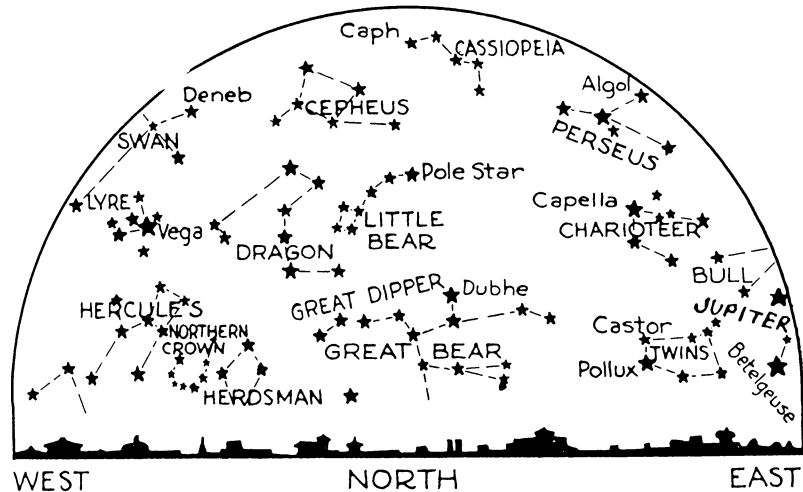 Caph
CASSIOPEIA
Deneb
CEPHEUS
Algol
SWAN
PERSEUS
Pole Star
LYRE
Vega
LITTLE
BEAR
Capella
CHARIOTEER
DRAGON
BULL
GREAT DIPPER
Dubhe
JUPITER
HERCULES
NORTHERN
CROWN
GREAT BEAR
Castor
TWINS
Pollux
Betelgeuse
HERDSMAN
WEST
NORTH
EAST